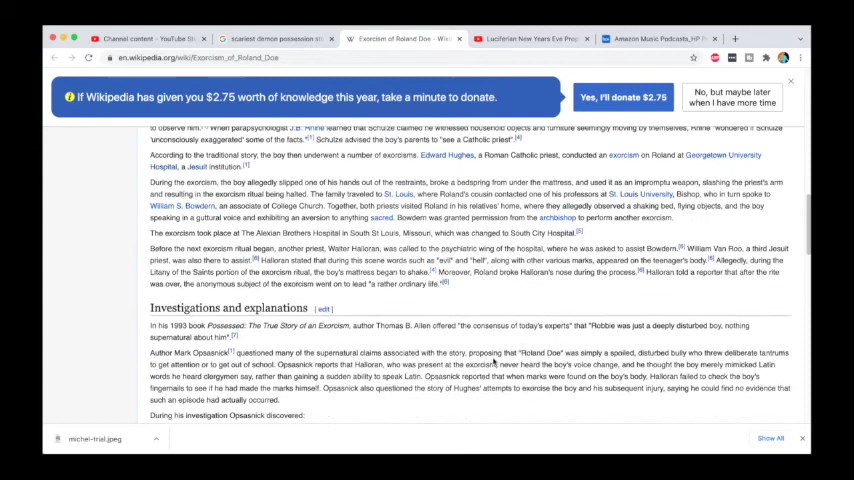 Channel content - YouTube St
scariest demon possession st
Exorcism of Roland Doe - Wiki
Luciferian New Years Eve Prop
Amazon Music Podcasts_HP P
en.wikipedia.org/wiki/Exorcism_of_Roland_Doe
If Wikipedia has given you $2.75 worth of knowledge this year, take a minute to donate.
Yes, I'll donate $2.75
No, but maybe later
when I have more time
to observe him. When parapsychologist J.B. Rhine learned that Schulze claimed he witnessed household objects and furniture seemingly moving by themselves, Rhine "wondered if Schulze
'unconsciously exaggerated' some of the facts."[1] Schulze advised the boy's parents to "see a Catholic priest".[4]
According to the traditional story, the boy then underwent a number of exorcisms. Edward Hughes, a Roman Catholic priest, conducted an exorcism on Roland at Georgetown University
Hospital, a Jesuit institution.[1]
During the exorcism, the boy allegedly slipped one of his hands out of the restraints, broke a bedspring from under the mattress, and used it as an impromptu weapon, slashing the priest's arm
and resulting in the exorcism ritual being halted. The family traveled to St. Louis, where Roland's cousin contacted one of his professors at St. Louis University, Bishop, who in turn spoke to
William S. Bowdern, an associate of College Church. Together, both priests visited Roland in his relatives' home, where they allegedly observed a shaking bed, flying objects, and the boy
speaking in a guttural voice and exhibiting an aversion to anything sacred. Bowdern was granted permission from the archbishop to perform another exorcism.
The exorcism took place at The Alexian Brothers Hospital in South St Louis, Missouri, which was changed to South City Hospital.[5]
Before the next exorcism ritual began, another priest, Walter Halloran, was called to the psychiatric wing of the hospital, where he was asked to assist Bowdern.[6] William Van Roo, a third Jesuit
priest, was also there to assist.[6] Halloran stated that during this scene words such as "evil" and "hell", along with other various marks, appeared on the teenager's body.[6] Allegedly, during the
Litany of the Saints portion of the exorcism ritual, the boy's mattress began to shake.[4] Moreover, Roland broke Halloran's nose during the process.[6] Halloran told a reporter that after the rite
was over, the anonymous subject of the exorcism went on to lead "a rather ordinary life."[6]
Investigations and explanations [ edit ]
In his 1993 book Possessed: The True Story of an Exorcism, author Thomas B. Allen offered "the consensus of today's experts" that "Robbie was just a deeply disturbed boy, nothing
supernatural about him".[7]
Author Mark Opsasnick[1] questioned many of the supernatural claims associated with the story, proposing that "Roland Doe" was simply a spoiled, disturbed bully who threw deliberate tantrums
to get attention or to get out of school. Opsasnick reports that Halloran, who was present at the exorcism, never heard the boy's voice change, and he thought the boy merely mimicked Latin
words he heard clergymen say, rather than gaining a sudden ability to speak Latin. Opsasnick reported that when marks were found on the boy's body, Halloran failed to check the boy's
fingernails to see if he had made the marks himself. Opsasnick also questioned the story of Hughes' attempts to exorcise the boy and his subsequent injury, saying he could find no evidence that
such an episode had actually occurred.
During his investigation Opsasnick discovered:
michel-trial.jpeg
Show All